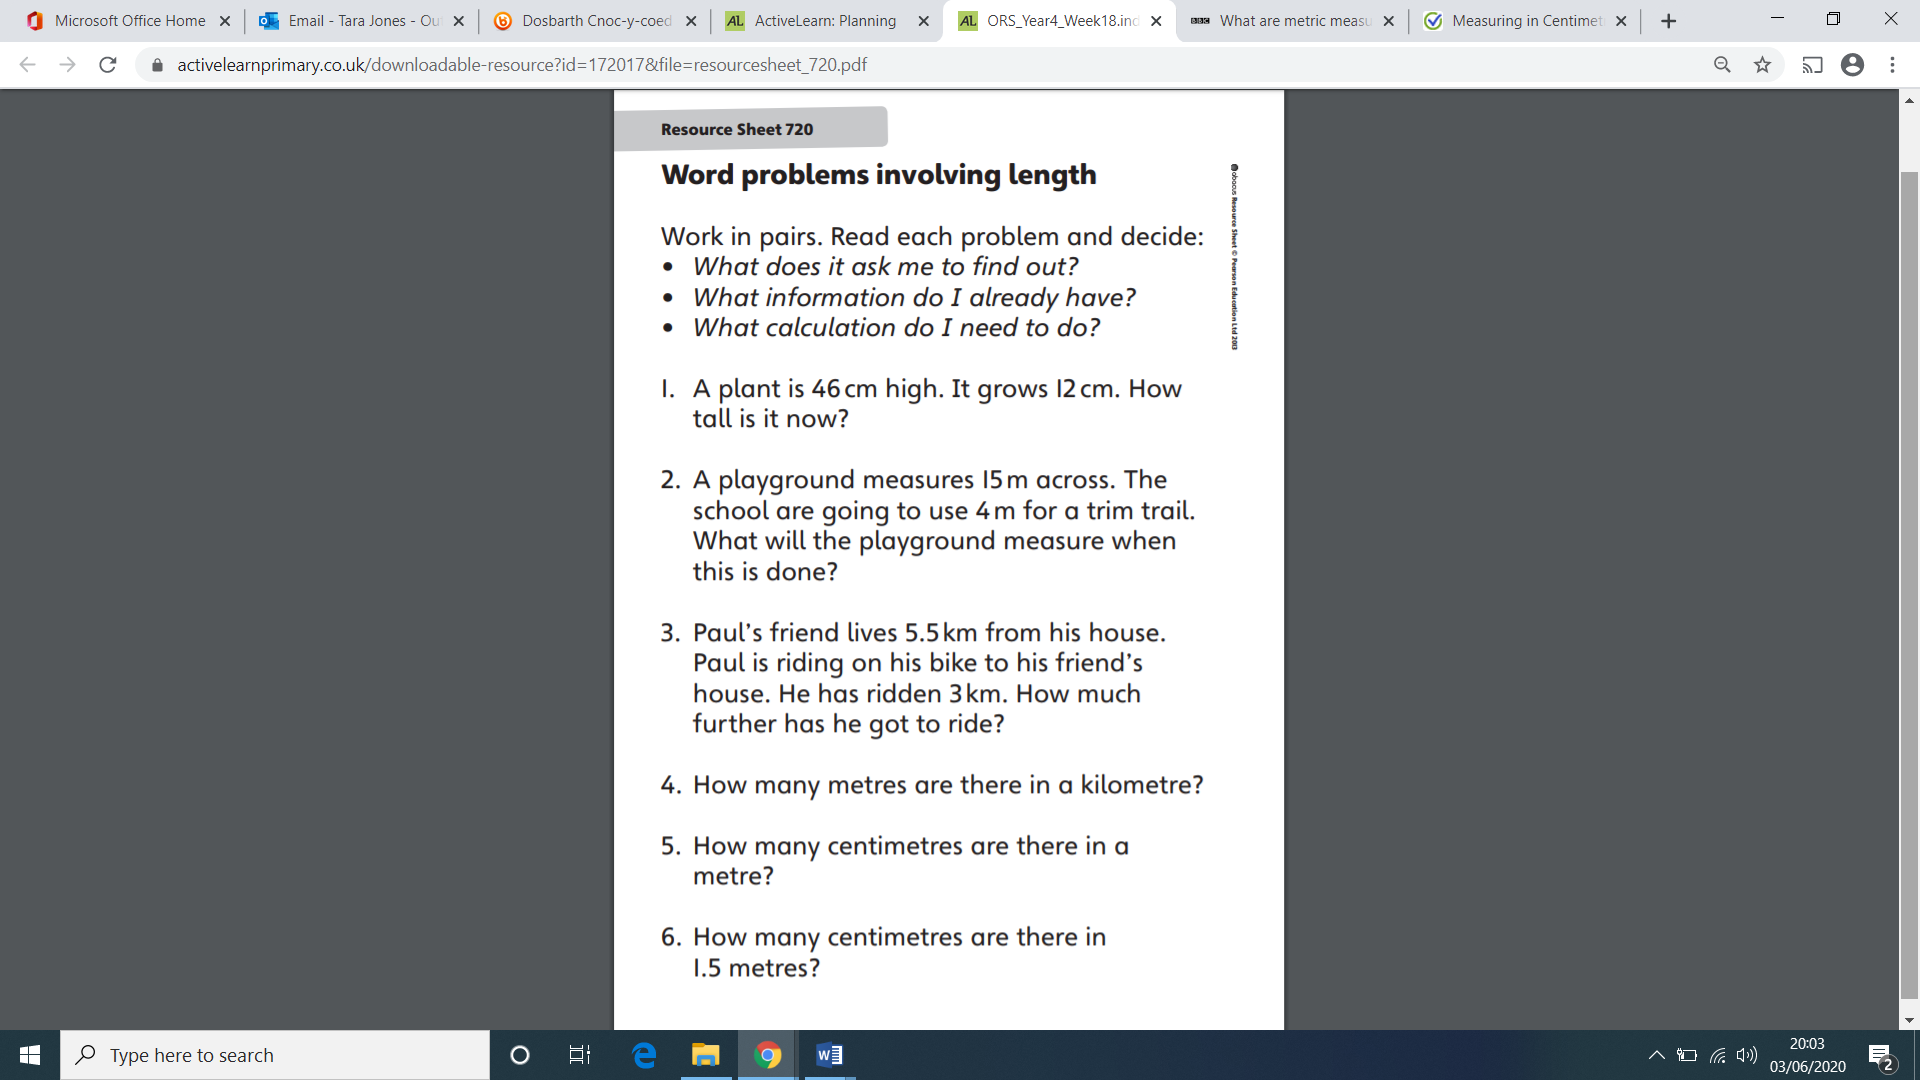 Microsoft Office Home
Email - Tara Jones - Ou
Dosbarth Cnoc-y-coed
ActiveLearn: Planning
ORS_Year4_Week18.ind
What are metric measu
Measuring in Centimet
activelearnprimary.co.uk/downloadable-resource?id=172017&file=resourcesheet_720.pdf
Resource Sheet 720
Word problems involving length
abacus Resource Sheet © Pearson Education Ltd 2013
Work in pairs. Read each problem and decide:
• What does it ask me to find out?
• What information do I already have?
• What calculation do I need to do?
1. A plant is 46 cm high. It grows 12 cm. How
tall is it now?
2. A playground measures 15 m across. The
school are going to use 4 m for a trim trail.
What will the playground measure when
this is done?
3. Paul’s friend lives 5.5 km from his house.
Paul is riding on his bike to his friend’s
house. He has ridden 3 km. How much
further has he got to ride?
4. How many metres are there in a kilometre?
5. How many centimetres are there in a
metre?
6. How many centimetres are there in
1.5 metres?
Type here to search
20:03
03/06/2020
2